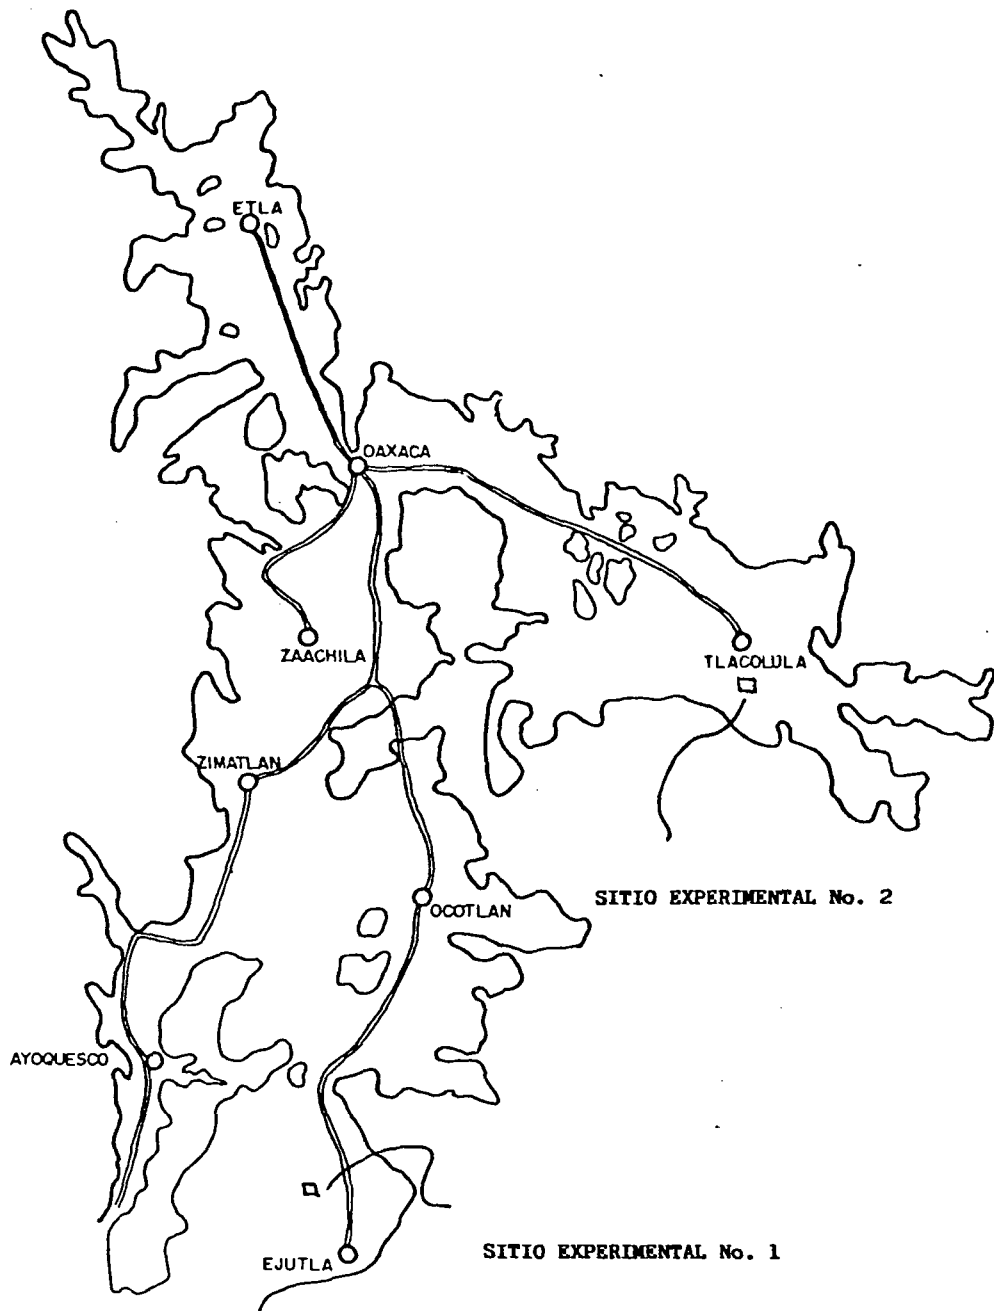 ETLA
OAXACA
ZAACHILA
TLACOLULA
ZIMATLAN
SITIO EXPERIMENTAL No. 2
OCOTLAN
AYOQUESCO
SITIO EXPERIMENTAL No. 1
EJUTLA